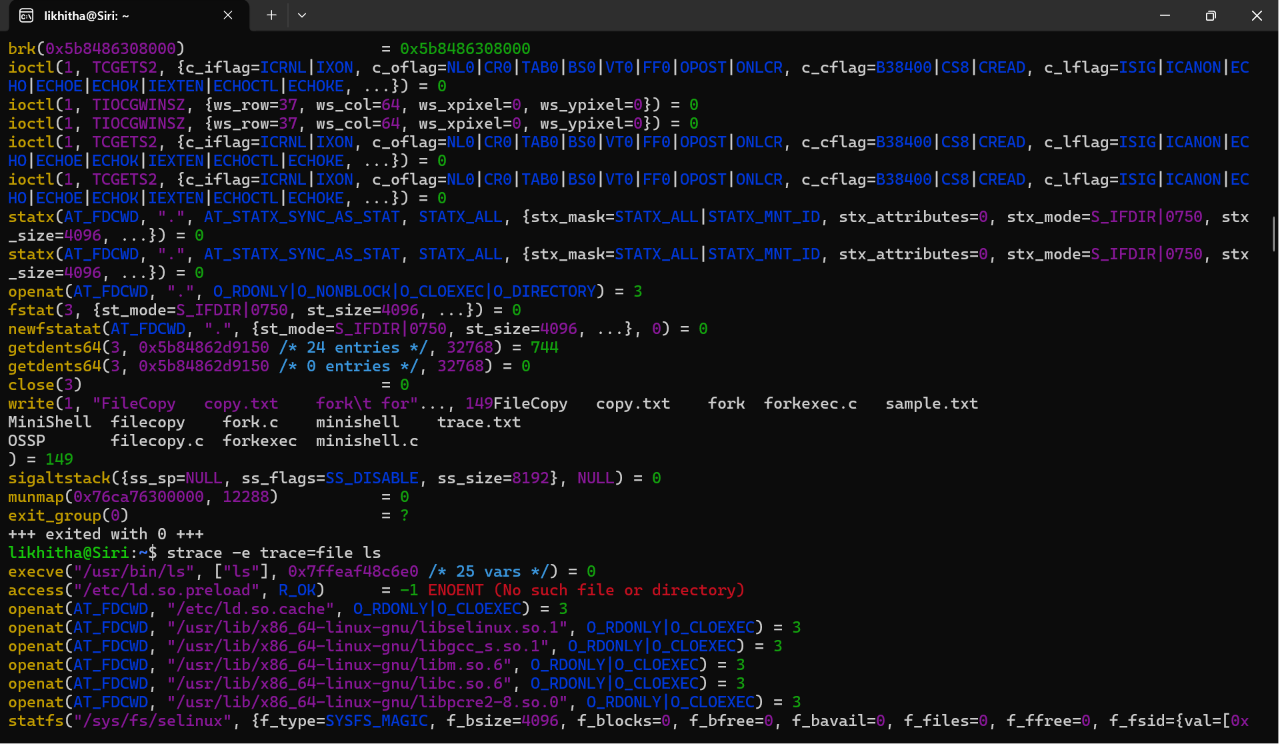 likhitha@Siri: ~
brk(0x5b8486308000)                     = 0x5b8486308000
ioctl(1, TCGETS2, {c_iflag=ICRNL|IXON, c_oflag=NL0|CR0|TAB0|BS0|VT0|FF0|OPOST|ONLCR, c_cflag=B38400|CS8|CREAD, c_lflag=ISIG|ICANON|EC
HO|ECHOE|ECHOK|IEXTEN|ECHOCTL|ECHOKE, ...}) = 0
ioctl(1, TIOCGWINSZ, {ws_row=37, ws_col=64, ws_xpixel=0, ws_ypixel=0}) = 0
ioctl(1, TIOCGWINSZ, {ws_row=37, ws_col=64, ws_xpixel=0, ws_ypixel=0}) = 0
ioctl(1, TCGETS2, {c_iflag=ICRNL|IXON, c_oflag=NL0|CR0|TAB0|BS0|VT0|FF0|OPOST|ONLCR, c_cflag=B38400|CS8|CREAD, c_lflag=ISIG|ICANON|EC
HO|ECHOE|ECHOK|IEXTEN|ECHOCTL|ECHOKE, ...}) = 0
ioctl(1, TCGETS2, {c_iflag=ICRNL|IXON, c_oflag=NL0|CR0|TAB0|BS0|VT0|FF0|OPOST|ONLCR, c_cflag=B38400|CS8|CREAD, c_lflag=ISIG|ICANON|EC
HO|ECHOE|ECHOK|IEXTEN|ECHOCTL|ECHOKE, ...}) = 0
statx(AT_FDCWD, ".", AT_STATX_SYNC_AS_STAT, STATX_ALL, {stx_mask=STATX_ALL|STATX_MNT_ID, stx_attributes=0, stx_mode=S_IFDIR|0750, stx
_size=4096, ...}) = 0
statx(AT_FDCWD, ".", AT_STATX_SYNC_AS_STAT, STATX_ALL, {stx_mask=STATX_ALL|STATX_MNT_ID, stx_attributes=0, stx_mode=S_IFDIR|0750, stx
_size=4096, ...}) = 0
openat(AT_FDCWD, ".", O_RDONLY|O_NONBLOCK|O_CLOEXEC|O_DIRECTORY) = 3
fstat(3, {st_mode=S_IFDIR|0750, st_size=4096, ...}) = 0
newfstatat(AT_FDCWD, ".", {st_mode=S_IFDIR|0750, st_size=4096, ...}, 0) = 0
getdents64(3, 0x5b84862d9150 /* 24 entries */, 32768) = 744
getdents64(3, 0x5b84862d9150 /* 0 entries */, 32768) = 0
close(3)                                = 0
write(1, "FileCopy   copy.txt    fork\t for"..., 149FileCopy   copy.txt    fork  forkexec.c   sample.txt
MiniShell  filecopy    fork.c    minishell    trace.txt
OSSP       filecopy.c  forkexec  minishell.c
) = 149
sigaltstack({ss_sp=NULL, ss_flags=SS_DISABLE, ss_size=8192}, NULL) = 0
munmap(0x76ca76300000, 12288)           = 0
exit_group(0)                           = ?
+++ exited with 0 +++
likhitha@Siri:~$ strace -e trace=file ls
execve("/usr/bin/ls", ["ls"], 0x7ffeaf48c6e0 /* 25 vars */) = 0
access("/etc/ld.so.preload", R_OK)      = -1 ENOENT (No such file or directory)
openat(AT_FDCWD, "/etc/ld.so.cache", O_RDONLY|O_CLOEXEC) = 3
openat(AT_FDCWD, "/usr/lib/x86_64-linux-gnu/libselinux.so.1", O_RDONLY|O_CLOEXEC) = 3
openat(AT_FDCWD, "/usr/lib/x86_64-linux-gnu/libgcc_s.so.1", O_RDONLY|O_CLOEXEC) = 3
openat(AT_FDCWD, "/usr/lib/x86_64-linux-gnu/libm.so.6", O_RDONLY|O_CLOEXEC) = 3
openat(AT_FDCWD, "/usr/lib/x86_64-linux-gnu/libc.so.6", O_RDONLY|O_CLOEXEC) = 3
openat(AT_FDCWD, "/usr/lib/x86_64-linux-gnu/libpcre2-8.so.0", O_RDONLY|O_CLOEXEC) = 3
statfs("/sys/fs/selinux", {f_type=SYSFS_MAGIC, f_bsize=4096, f_blocks=0, f_bfree=0, f_bavail=0, f_files=0, f_ffree=0, f_fsid={val=[0x